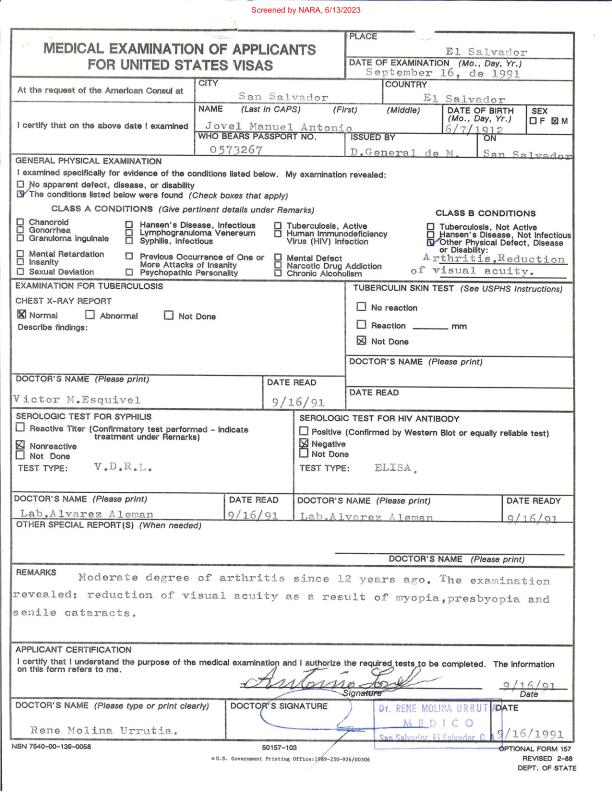 Screened by NARA, 6/13/2023
MEDICAL EXAMINATION OF APPLICANTS
FOR UNITED STATES VISAS
PLACE
El Salvador
DATE OF EXAMINATION (Mo., Day, Yr.)
September 16, de 1991
At the request of the American Consul at
CITY
San Salvador
COUNTRY
El Salvador
I certify that on the above date I examined
NAME (Last in CAPS) (First) (Middle)
Jovel Manuel Antonio
DATE OF BIRTH
(Mo., Day, Yr.)
6/7/1912
SEX
☐ F ☒ M
WHO BEARS PASSPORT NO.
0573267
ISSUED BY
D.General de M.
ON
San Salvador
GENERAL PHYSICAL EXAMINATION
I examined specifically for evidence of the conditions listed below. My examination revealed:
☐ No apparent defect, disease, or disability
☑ The conditions listed below were found (Check boxes that apply)
CLASS A CONDITIONS (Give pertinent details under Remarks)
☐ Chancroid
☐ Gonorrhea
☐ Granuloma inguinale
☐ Hansen's Disease, Infectious
☐ Lymphogranuloma Venereum
☐ Syphilis, Infectious
☐ Tuberculosis, Active
☐ Human Immunodeficiency
Virus (HIV) Infection
☐ Mental Retardation
☐ Insanity
☐ Sexual Deviation
☐ Previous Occurrence of One or
More Attacks of Insanity
☐ Psychopathic Personality
☐ Mental Defect
☐ Narcotic Drug Addiction
☐ Chronic Alcoholism
CLASS B CONDITIONS
☐ Tuberculosis, Not Active
☐ Hansen's Disease, Not Infectious
☑ Other Physical Defect, Disease
or Disability:
Arthritis,Reduction
of visual acuity.
EXAMINATION FOR TUBERCULOSIS
CHEST X-RAY REPORT
☒ Normal ☐ Abnormal ☐ Not Done
Describe findings:
DOCTOR'S NAME (Please print)
Victor M.Esquivel
DATE READ
9/16/91
TUBERCULIN SKIN TEST (See USPHS Instructions)
☐ No reaction
☐ Reaction ______ mm
☒ Not Done
DOCTOR'S NAME (Please print)
DATE READ
SEROLOGIC TEST FOR SYPHILIS
☐ Reactive Titer (Confirmatory test performed – indicate
treatment under Remarks)
☒ Nonreactive
☐ Not Done
TEST TYPE: V.D.R.L.
DOCTOR'S NAME (Please print)
Lab.Alvarez Aleman
DATE READ
9/16/91
SEROLOGIC TEST FOR HIV ANTIBODY
☐ Positive (Confirmed by Western Blot or equally reliable test)
☒ Negative
☐ Not Done
TEST TYPE: ELISA.
DOCTOR'S NAME (Please print)
Lab.Alvarez Aleman
DATE READY
9/16/91
OTHER SPECIAL REPORT(S) (When needed)
DOCTOR'S NAME (Please print)
REMARKS Moderate degree of arthritis since 12 years ago. The examination
revealed: reduction of visual acuity as a result of myopia,presbyopia and
senile cataracts.
APPLICANT CERTIFICATION
I certify that I understand the purpose of the medical examination and I authorize the required tests to be completed. The information
on this form refers to me.
Antonio Jovel
Signature
9/16/91
Date
DOCTOR'S NAME (Please type or print clearly)
Rene Molina Urrutia.
DOCTOR'S SIGNATURE
Dr. RENE MOLINA URRUTI
MEDICO
San Salvador, El Salvador, C. A.
DATE
9/16/1991
NSN 7540-00-139-0058
50157-103
OPTIONAL FORM 157
REVISED 2-88
DEPT. OF STATE
* U.S. Government Printing Office: 1989-250-926/00306